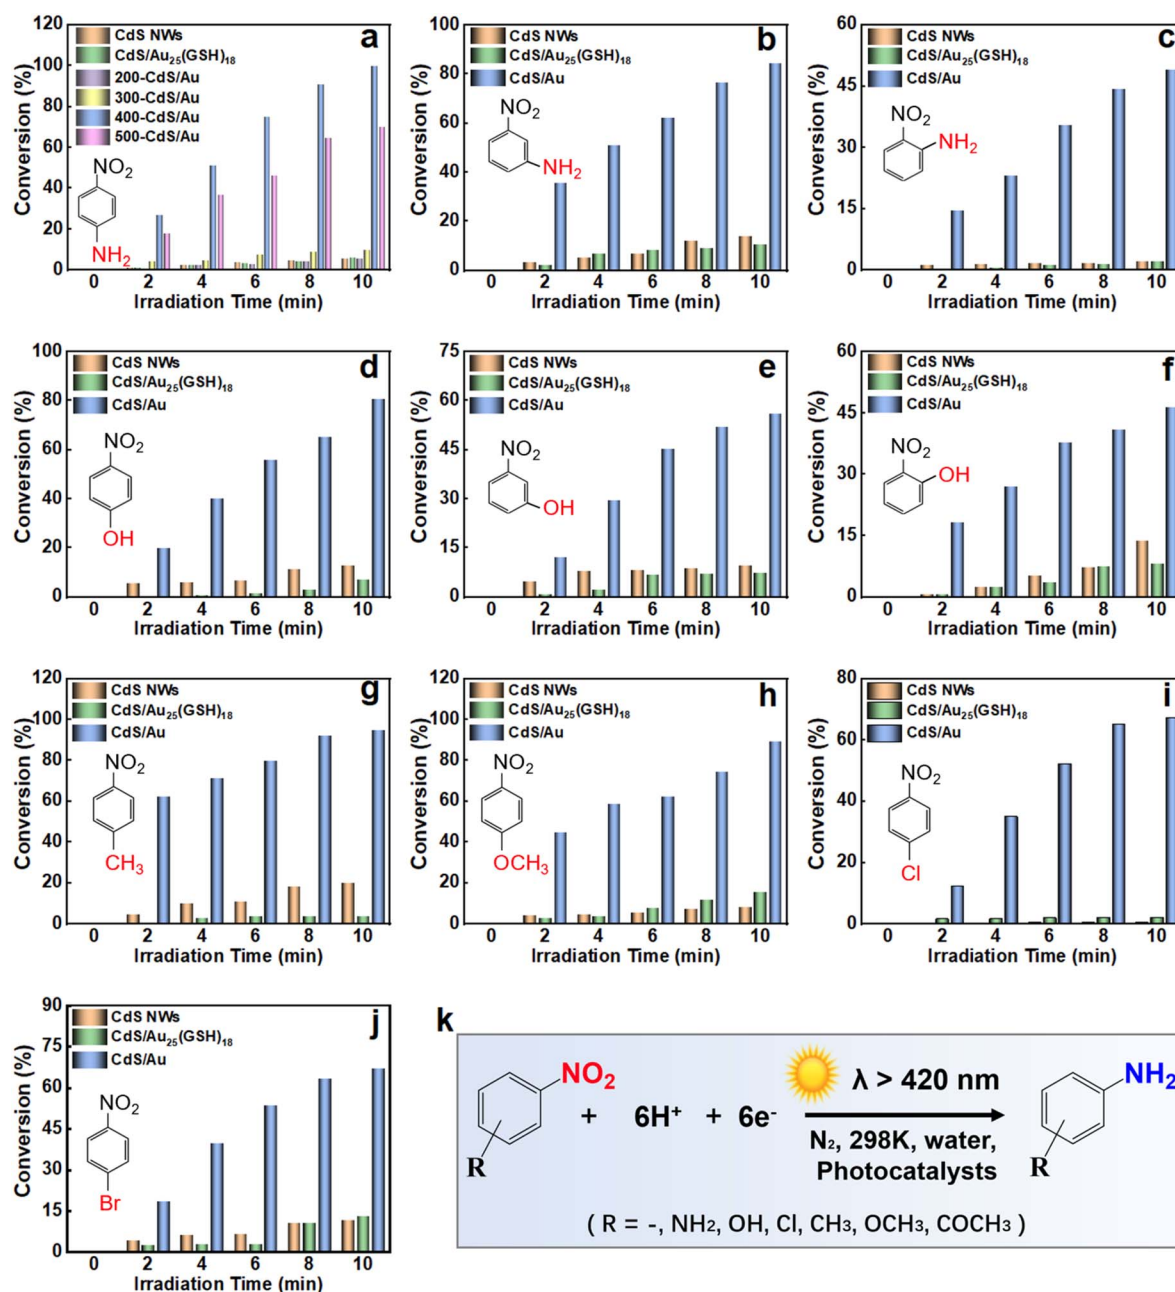 a
Conversion (%)
120
100
80
60
40
20
0
CdS NWs
CdS/Au₂₅(GSH)₁₈
200-CdS/Au
300-CdS/Au
400-CdS/Au
500-CdS/Au
NO₂
NH₂
0 2 4 6 8 10
Irradiation Time (min)
b
Conversion (%)
100
80
60
40
20
0
CdS NWs
CdS/Au₂₅(GSH)₁₈
CdS/Au
NO₂
NH₂
0 2 4 6 8 10
Irradiation Time (min)
c
Conversion (%)
60
45
30
15
0
CdS NWs
CdS/Au₂₅(GSH)₁₈
CdS/Au
NO₂
NH₂
0 2 4 6 8 10
Irradiation Time (min)
d
Conversion (%)
100
80
60
40
20
0
CdS NWs
CdS/Au₂₅(GSH)₁₈
CdS/Au
NO₂
OH
0 2 4 6 8 10
Irradiation Time (min)
e
Conversion (%)
75
60
45
30
15
0
CdS NWs
CdS/Au₂₅(GSH)₁₈
CdS/Au
NO₂
OH
0 2 4 6 8 10
Irradiation Time (min)
f
Conversion (%)
60
45
30
15
0
CdS NWs
CdS/Au₂₅(GSH)₁₈
CdS/Au
NO₂
OH
0 2 4 6 8 10
Irradiation Time (min)
g
Conversion (%)
120
100
80
60
40
20
0
CdS NWs
CdS/Au₂₅(GSH)₁₈
CdS/Au
NO₂
CH₃
0 2 4 6 8 10
Irradiation Time (min)
h
Conversion (%)
120
100
80
60
40
20
0
CdS NWs
CdS/Au₂₅(GSH)₁₈
CdS/Au
NO₂
OCH₃
0 2 4 6 8 10
Irradiation Time (min)
i
Conversion (%)
80
60
40
20
0
CdS NWs
CdS/Au₂₅(GSH)₁₈
CdS/Au
NO₂
Cl
0 2 4 6 8 10
Irradiation Time (min)
j
Conversion (%)
90
75
60
45
30
15
0
CdS NWs
CdS/Au₂₅(GSH)₁₈
CdS/Au
NO₂
Br
0 2 4 6 8 10
Irradiation Time (min)
k
NO₂ + 6H⁺ + 6e⁻ λ > 420 nm NH₂
N₂, 298K, water,
Photocatalysts
R R
( R = -, NH₂, OH, Cl, CH₃, OCH₃, COCH₃ )